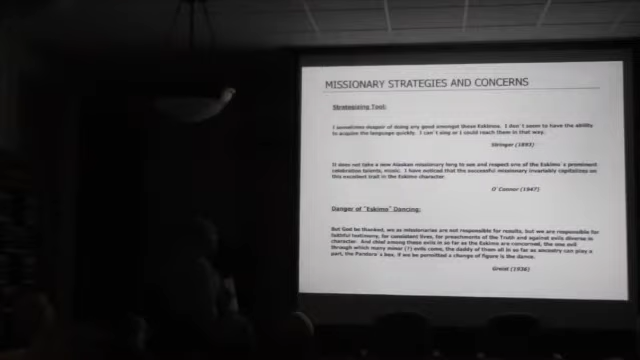 MISSIONARY STRATEGIES AND CONCERNS
Strategizing Tool:
I sometimes despair of doing any good amongst these Eskimos. I don't seem to have the ability
to acquire the language quickly. I can't sing or I could reach them in that way.
Stringer (1893)
It does not take a new Alaskan missionary long to see and respect one of the Eskimo's prominent
celebration talents, music. I have noticed that the successful missionary invariably capitalizes on
this excellent trait in the Eskimo character.
O'Connor (1947)
Danger of "Eskimo" Dancing:
But God be thanked, we as missionaries are not responsible for results, but we are responsible for
faithful testimony, for consistent lives, for preachments of the Truth and against evils diverse in
character. And chief among these evils in so far as the Eskimo are concerned, the one evil
through which many minor (?) evils come, the daddy of them all in so far as ancestry can play a
part, the Pandora's box, if we be permitted a change of figure is the dance.
Greist (1936)